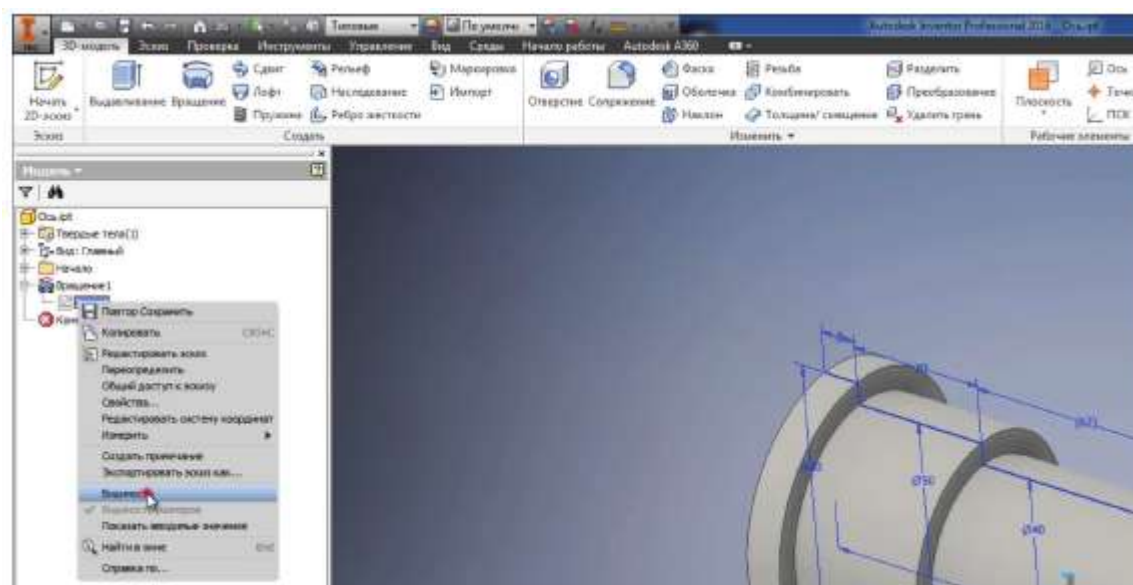 Типовые По умолч Autodesk Inventor Professional 2016 Ось.ipt
3D-модель Эскиз Проверка Инструменты Управление Вид Среды Начало работы Autodesk A360
Сдвиг Рельеф Маркировка Фаска Резьба Разделить Ось
Лофт Наследование Импорт Оболочка Комбинировать Преобразование Точка
Начать 2D-эскиз Выдавливание Вращение Отверстие Сопряжение Плоскость
Пружина Ребро жесткости Наклон Толщина/ смещение Удалить грань ПСК
Эскиз Создать Изменить Рабочие элементы
Модель
Ось.ipt
Твердые тела(1)
Вид: Главный
Начало
Вращение1
Повтор Сохранить
Копировать Ctrl+C
Редактировать эскиз
Переопределить
Общий доступ к эскизу
Свойства...
Редактировать систему координат
Измерить
Создать примечание
Экспортировать эскиз как...
Показать вводимые значения
Найти в окне End
Справка по...
Ø50
Ø40